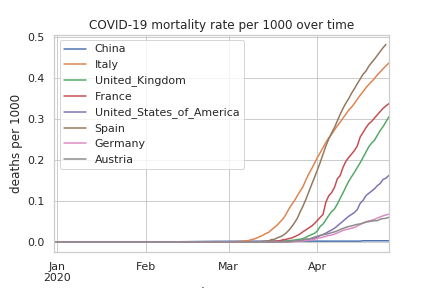 COVID-19 mortality rate per 1000 over time
deaths per 1000
0.5
0.4
0.3
0.2
0.1
0.0
China
Italy
United_Kingdom
France
United_States_of_America
Spain
Germany
Austria
Jan
2020
Feb
Mar
Apr